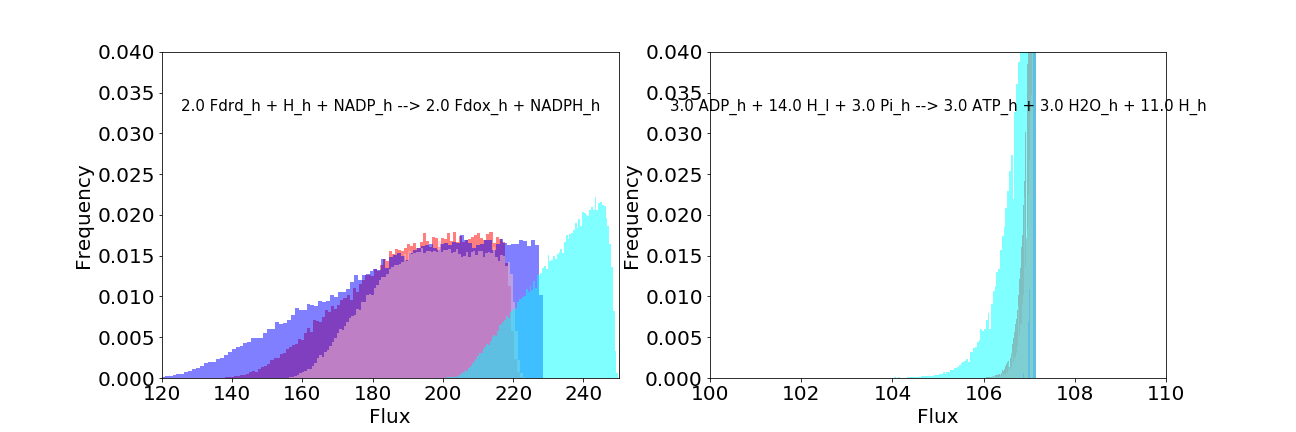 0.040
0.035
0.030
0.025
0.020
0.015
0.010
0.005
0.000
Frequency
2.0 Fdrd_h + H_h + NADP_h --> 2.0 Fdox_h + NADPH_h
120 140 160 180 200 220 240
Flux
0.040
0.035
0.030
0.025
0.020
0.015
0.010
0.005
0.000
Frequency
3.0 ADP_h + 14.0 H_l + 3.0 Pi_h --> 3.0 ATP_h + 3.0 H2O_h + 11.0 H_h
100 102 104 106 108 110
Flux